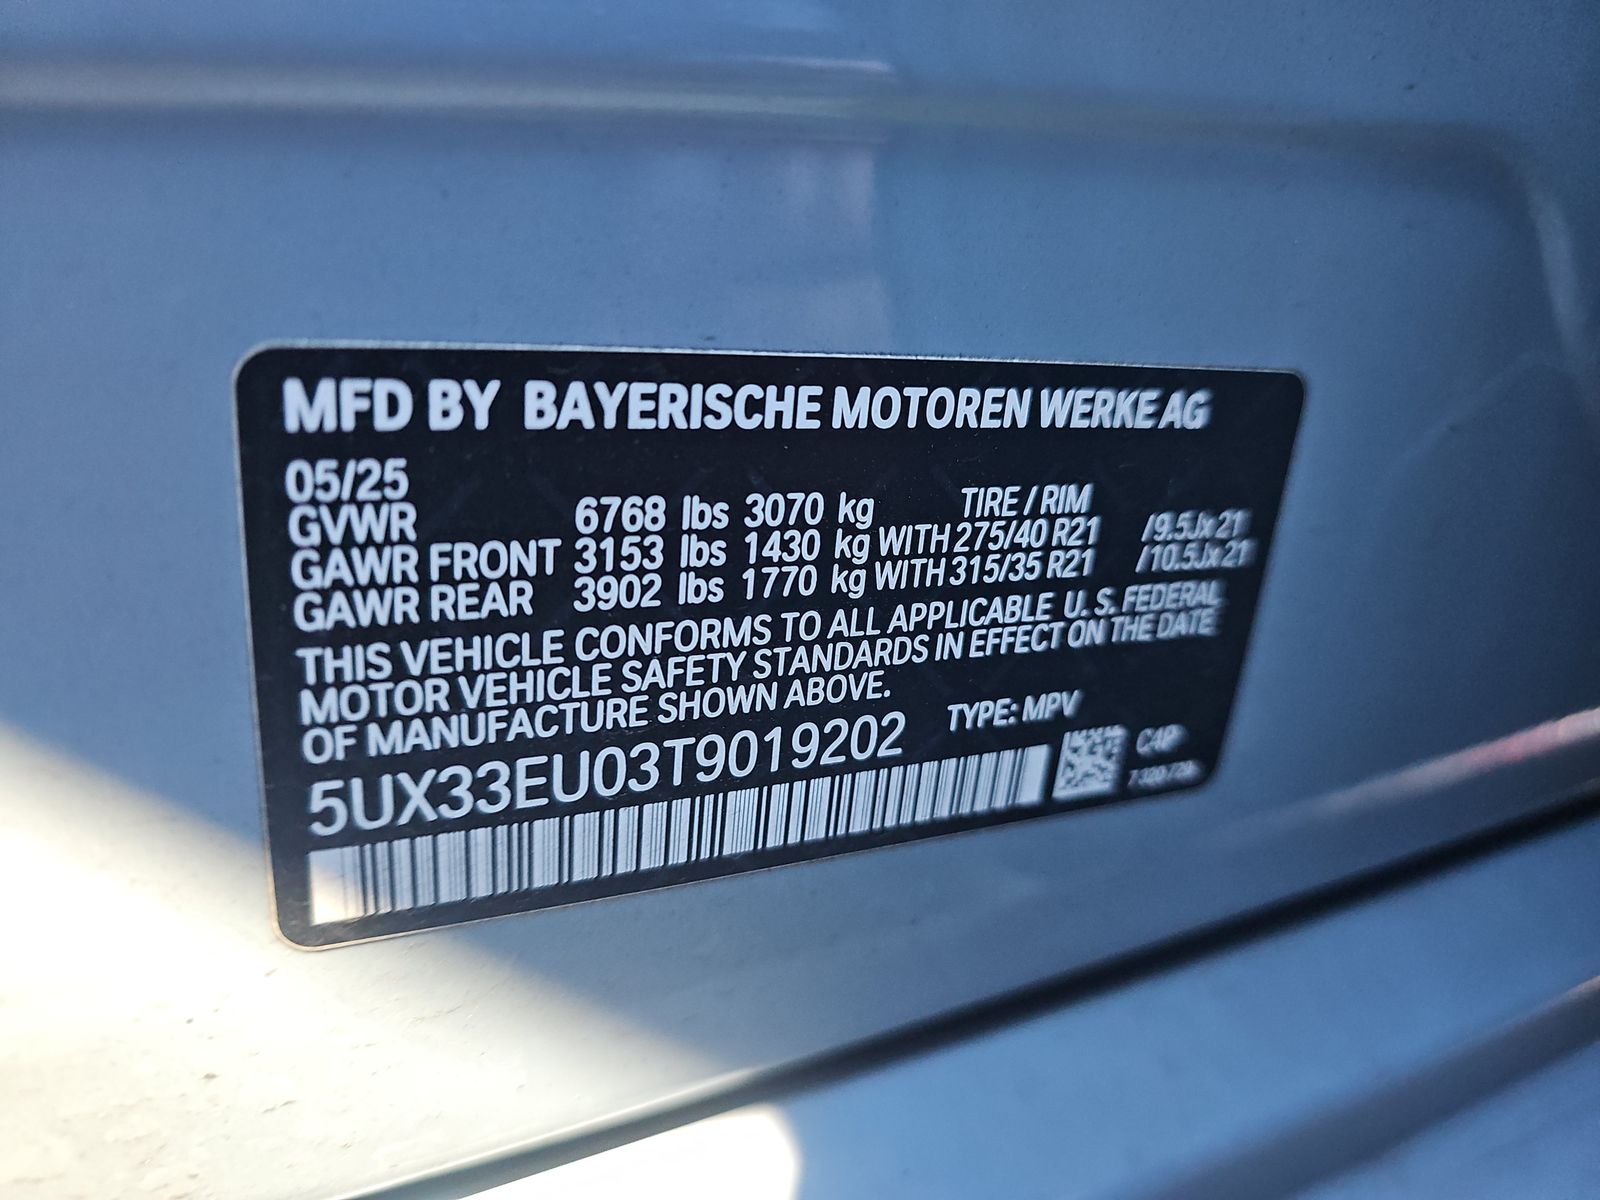 MFD BY BAYERISCHE MOTOREN WERKE AG
05/25
GVWR 6768 lbs 3070 kg TIRE / RIM
GAWR FRONT 3153 lbs 1430 kg WITH 275/40 R21 /9.5Jx21
GAWR REAR 3902 lbs 1770 kg WITH 315/35 R21 /10.5Jx21
THIS VEHICLE CONFORMS TO ALL APPLICABLE U. S. FEDERAL
MOTOR VEHICLE SAFETY STANDARDS IN EFFECT ON THE DATE
OF MANUFACTURE SHOWN ABOVE.
5UX33EU03T9019202 TYPE: MPV
C4P